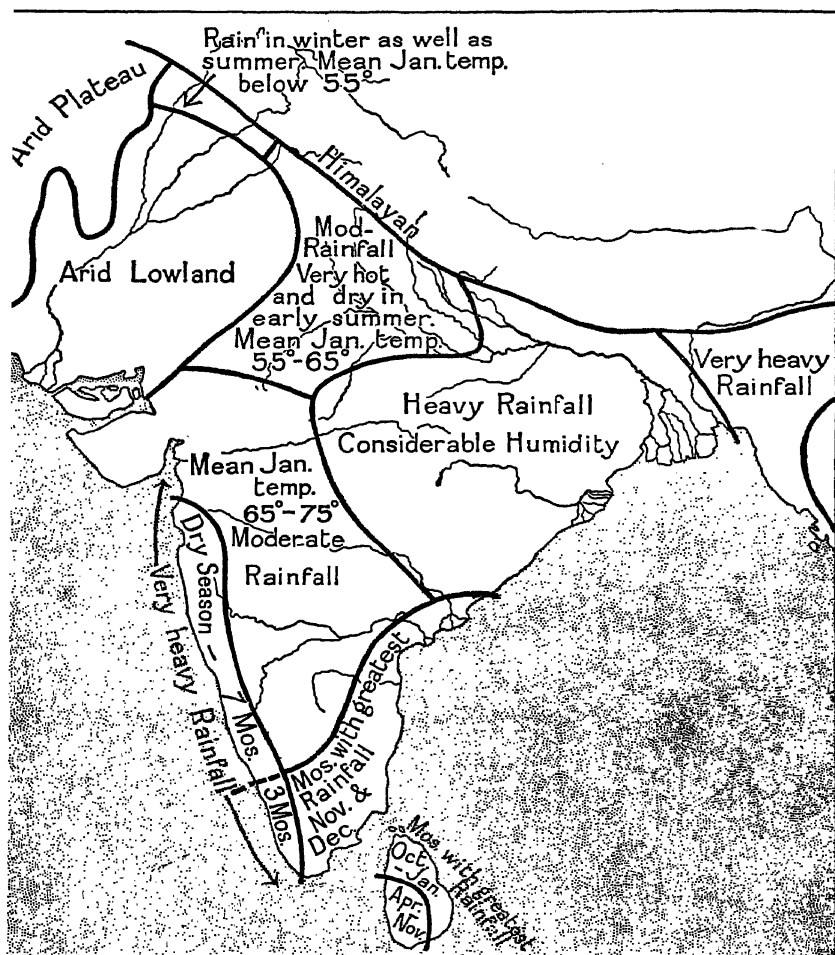 Rain in winter as well as
summer. Mean Jan. temp.
below 55°
Arid Plateau
Himalayan
Arid Lowland
Mod-
Rainfall
Very hot
and dry in
early summer.
Mean Jan. temp.
55°-65°
Very heavy
Rainfall
Heavy Rainfall
Considerable Humidity
Mean Jan.
temp.
65°-75°
Moderate
Rainfall
Dry Season - 7 Mos.
3 Mos.
Very heavy Rainfall
Mos. with greatest
Rainfall
Nov. &
Dec.
Mos. with greatest
Rainfall
Oct.
-Jan
Apr.
Nov.